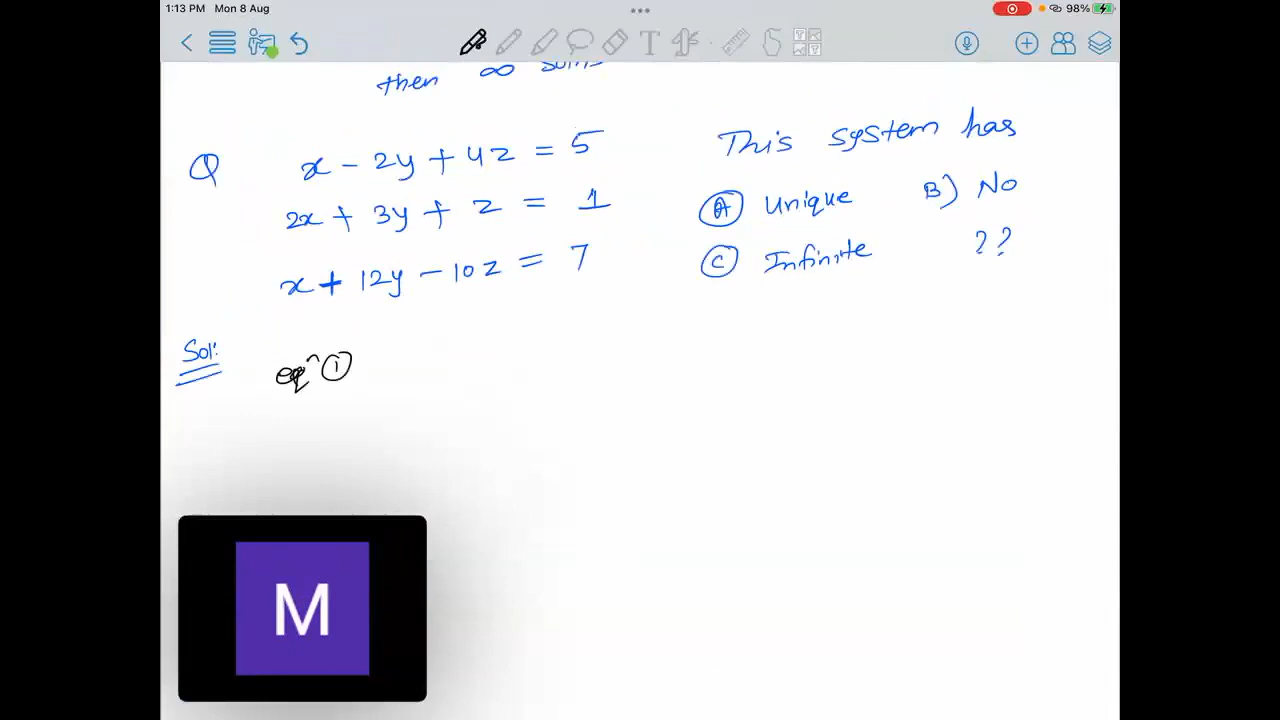 1:13 PM Mon 8 Aug
98%
then ∞ solns
Q x - 2y + 4z = 5
2x + 3y + z = 1
x + 12y - 10z = 7
This system has
(A) Unique B) No
(C) Infinite ??
Sol:
eqn (1)
M